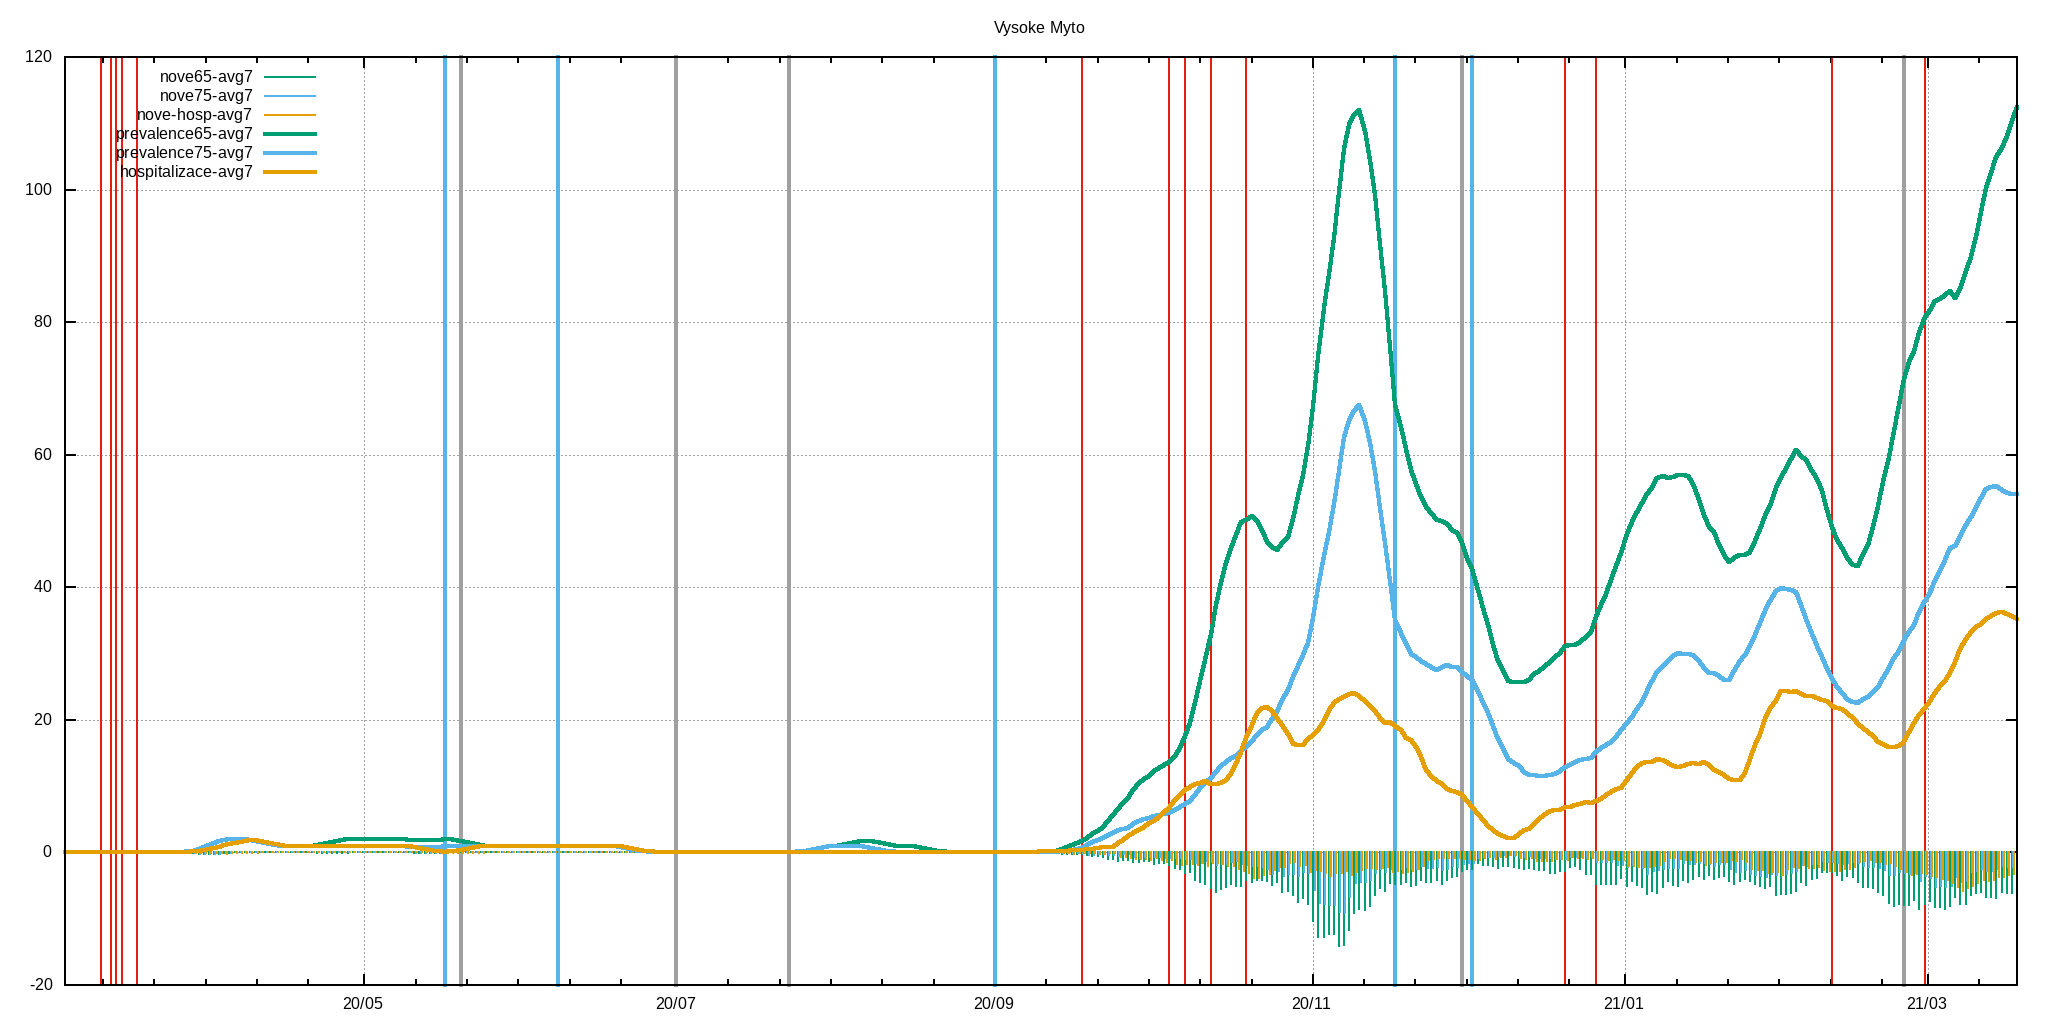 Vysoke Myto
120
100
80
60
40
20
0
-20
nove65-avg7
nove75-avg7
nove-hosp-avg7
prevalence65-avg7
prevalence75-avg7
hospitalizace-avg7
20/05
20/07
20/09
20/11
21/01
21/03